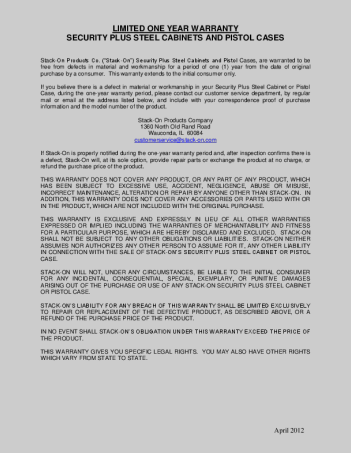 LIMITED ONE YEAR WARRANTY
SECURITY PLUS STEEL CABINETS AND PISTOL CASES
Stack-On Products Co. ("Stack-On") Security Plus Steel Cabinets and Pistol Cases, are warranted to be
free from defects in material and workmanship for a period of one (1) year from the date of original
purchase by a consumer. This warranty extends to the initial consumer only.
If you believe there is a defect in material or workmanship in your Security Plus Steel Cabinet or Pistol
Case, during the one-year warranty period, please contact our customer service department, by regular
mail or email at the address listed below, and include with your correspondence proof of purchase
information and the model number of the product.
Stack-On Products Company
1360 North Old Rand Road
Wauconda, IL 60084
customerservice@stack-on.com
If Stack-On is properly notified during the one-year warranty period and, after inspection confirms there is
a defect, Stack-On will, at its sole option, provide repair parts or exchange the product at no charge, or
refund the purchase price of the product.
THIS WARRANTY DOES NOT COVER ANY PRODUCT, OR ANY PART OF ANY PRODUCT, WHICH
HAS BEEN SUBJECT TO EXCESSIVE USE, ACCIDENT, NEGLIGENCE, ABUSE OR MISUSE,
INCORRECT MAINTENANCE, ALTERATION OR REPAIR BY ANYONE OTHER THAN STACK-ON. IN
ADDITION, THIS WARRANTY DOES NOT COVER ANY ACCESSORIES OR PARTS USED WITH OR
IN THE PRODUCT, WHICH ARE NOT INCLUDED WITH THE ORIGINAL PURCHASE.
THIS WARRANTY IS EXCLUSIVE AND EXPRESSLY IN LIEU OF ALL OTHER WARRANTIES
EXPRESSED OR IMPLIED INCLUDING THE WARRANTIES OF MERCHANTABILITY AND FITNESS
FOR A PARTICULAR PURPOSE, WHICH ARE HEREBY DISCLAIMED AND EXCLUDED. STACK-ON
SHALL NOT BE SUBJECT TO ANY OTHER OBLIGATIONS OR LIABILITIES. STACK-ON NEITHER
ASSUMES NOR AUTHORIZES ANY OTHER PERSON TO ASSUME FOR IT, ANY OTHER LIABILITY
IN CONNECTION WITH THE SALE OF STACK-ON'S SECURITY PLUS STEEL CABINET OR PISTOL
CASE.
STACK-ON WILL NOT, UNDER ANY CIRCUMSTANCES, BE LIABLE TO THE INITIAL CONSUMER
FOR ANY INCIDENTAL, CONSEQUENTIAL, SPECIAL, EXEMPLARY, OR PUNITIVE DAMAGES
ARISING OUT OF THE PURCHASE OR USE OF ANY STACK-ON SECURITY PLUS STEEL CABINET
OR PISTOL CASE.
STACK-ON'S LIABILITY FOR ANY BREACH OF THIS WARRANTY SHALL BE LIMITED EXCLUSIVELY
TO REPAIR OR REPLACEMENT OF THE DEFECTIVE PRODUCT, AS DESCRIBED ABOVE, OR A
REFUND OF THE PURCHASE PRICE OF THE PRODUCT.
IN NO EVENT SHALL STACK-ON'S OBLIGATION UNDER THIS WARRANTY EXCEED THE PRICE OF
THE PRODUCT.
THIS WARRANTY GIVES YOU SPECIFIC LEGAL RIGHTS. YOU MAY ALSO HAVE OTHER RIGHTS
WHICH VARY FROM STATE TO STATE.
April 2012